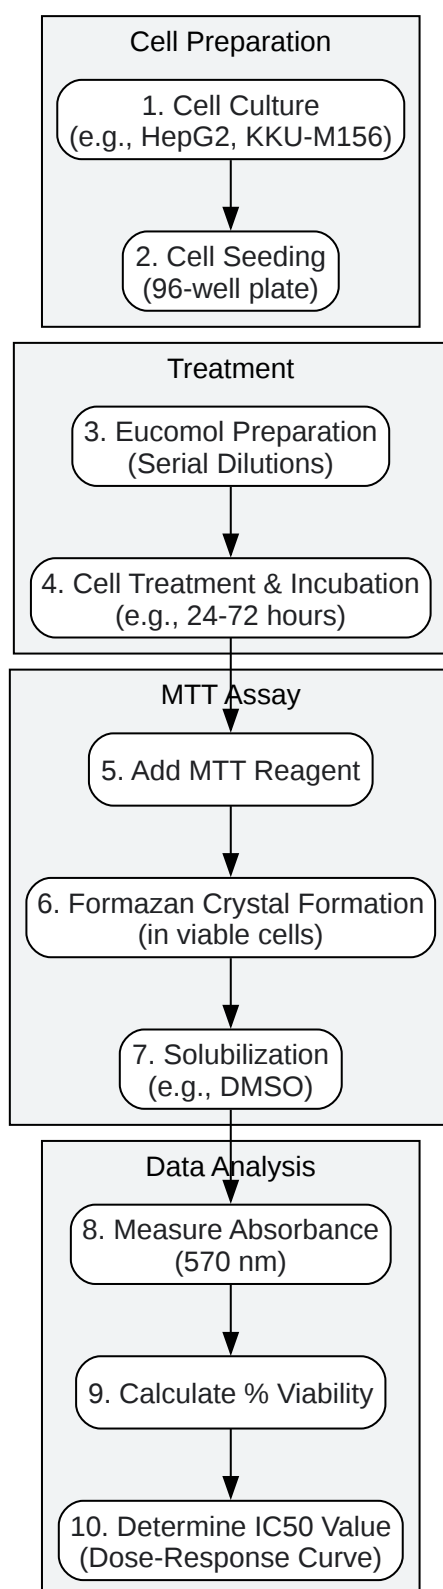 Cell Preparation
1. Cell Culture
(e.g., HepG2, KKU-M156)
2. Cell Seeding
(96-well plate)
Treatment
3. Eucomol Preparation
(Serial Dilutions)
4. Cell Treatment & Incubation
(e.g., 24-72 hours)
MTT Assay
5. Add MTT Reagent
6. Formazan Crystal Formation
(in viable cells)
7. Solubilization
(e.g., DMSO)
Data Analysis
8. Measure Absorbance
(570 nm)
9. Calculate % Viability
10. Determine IC50 Value
(Dose-Response Curve)